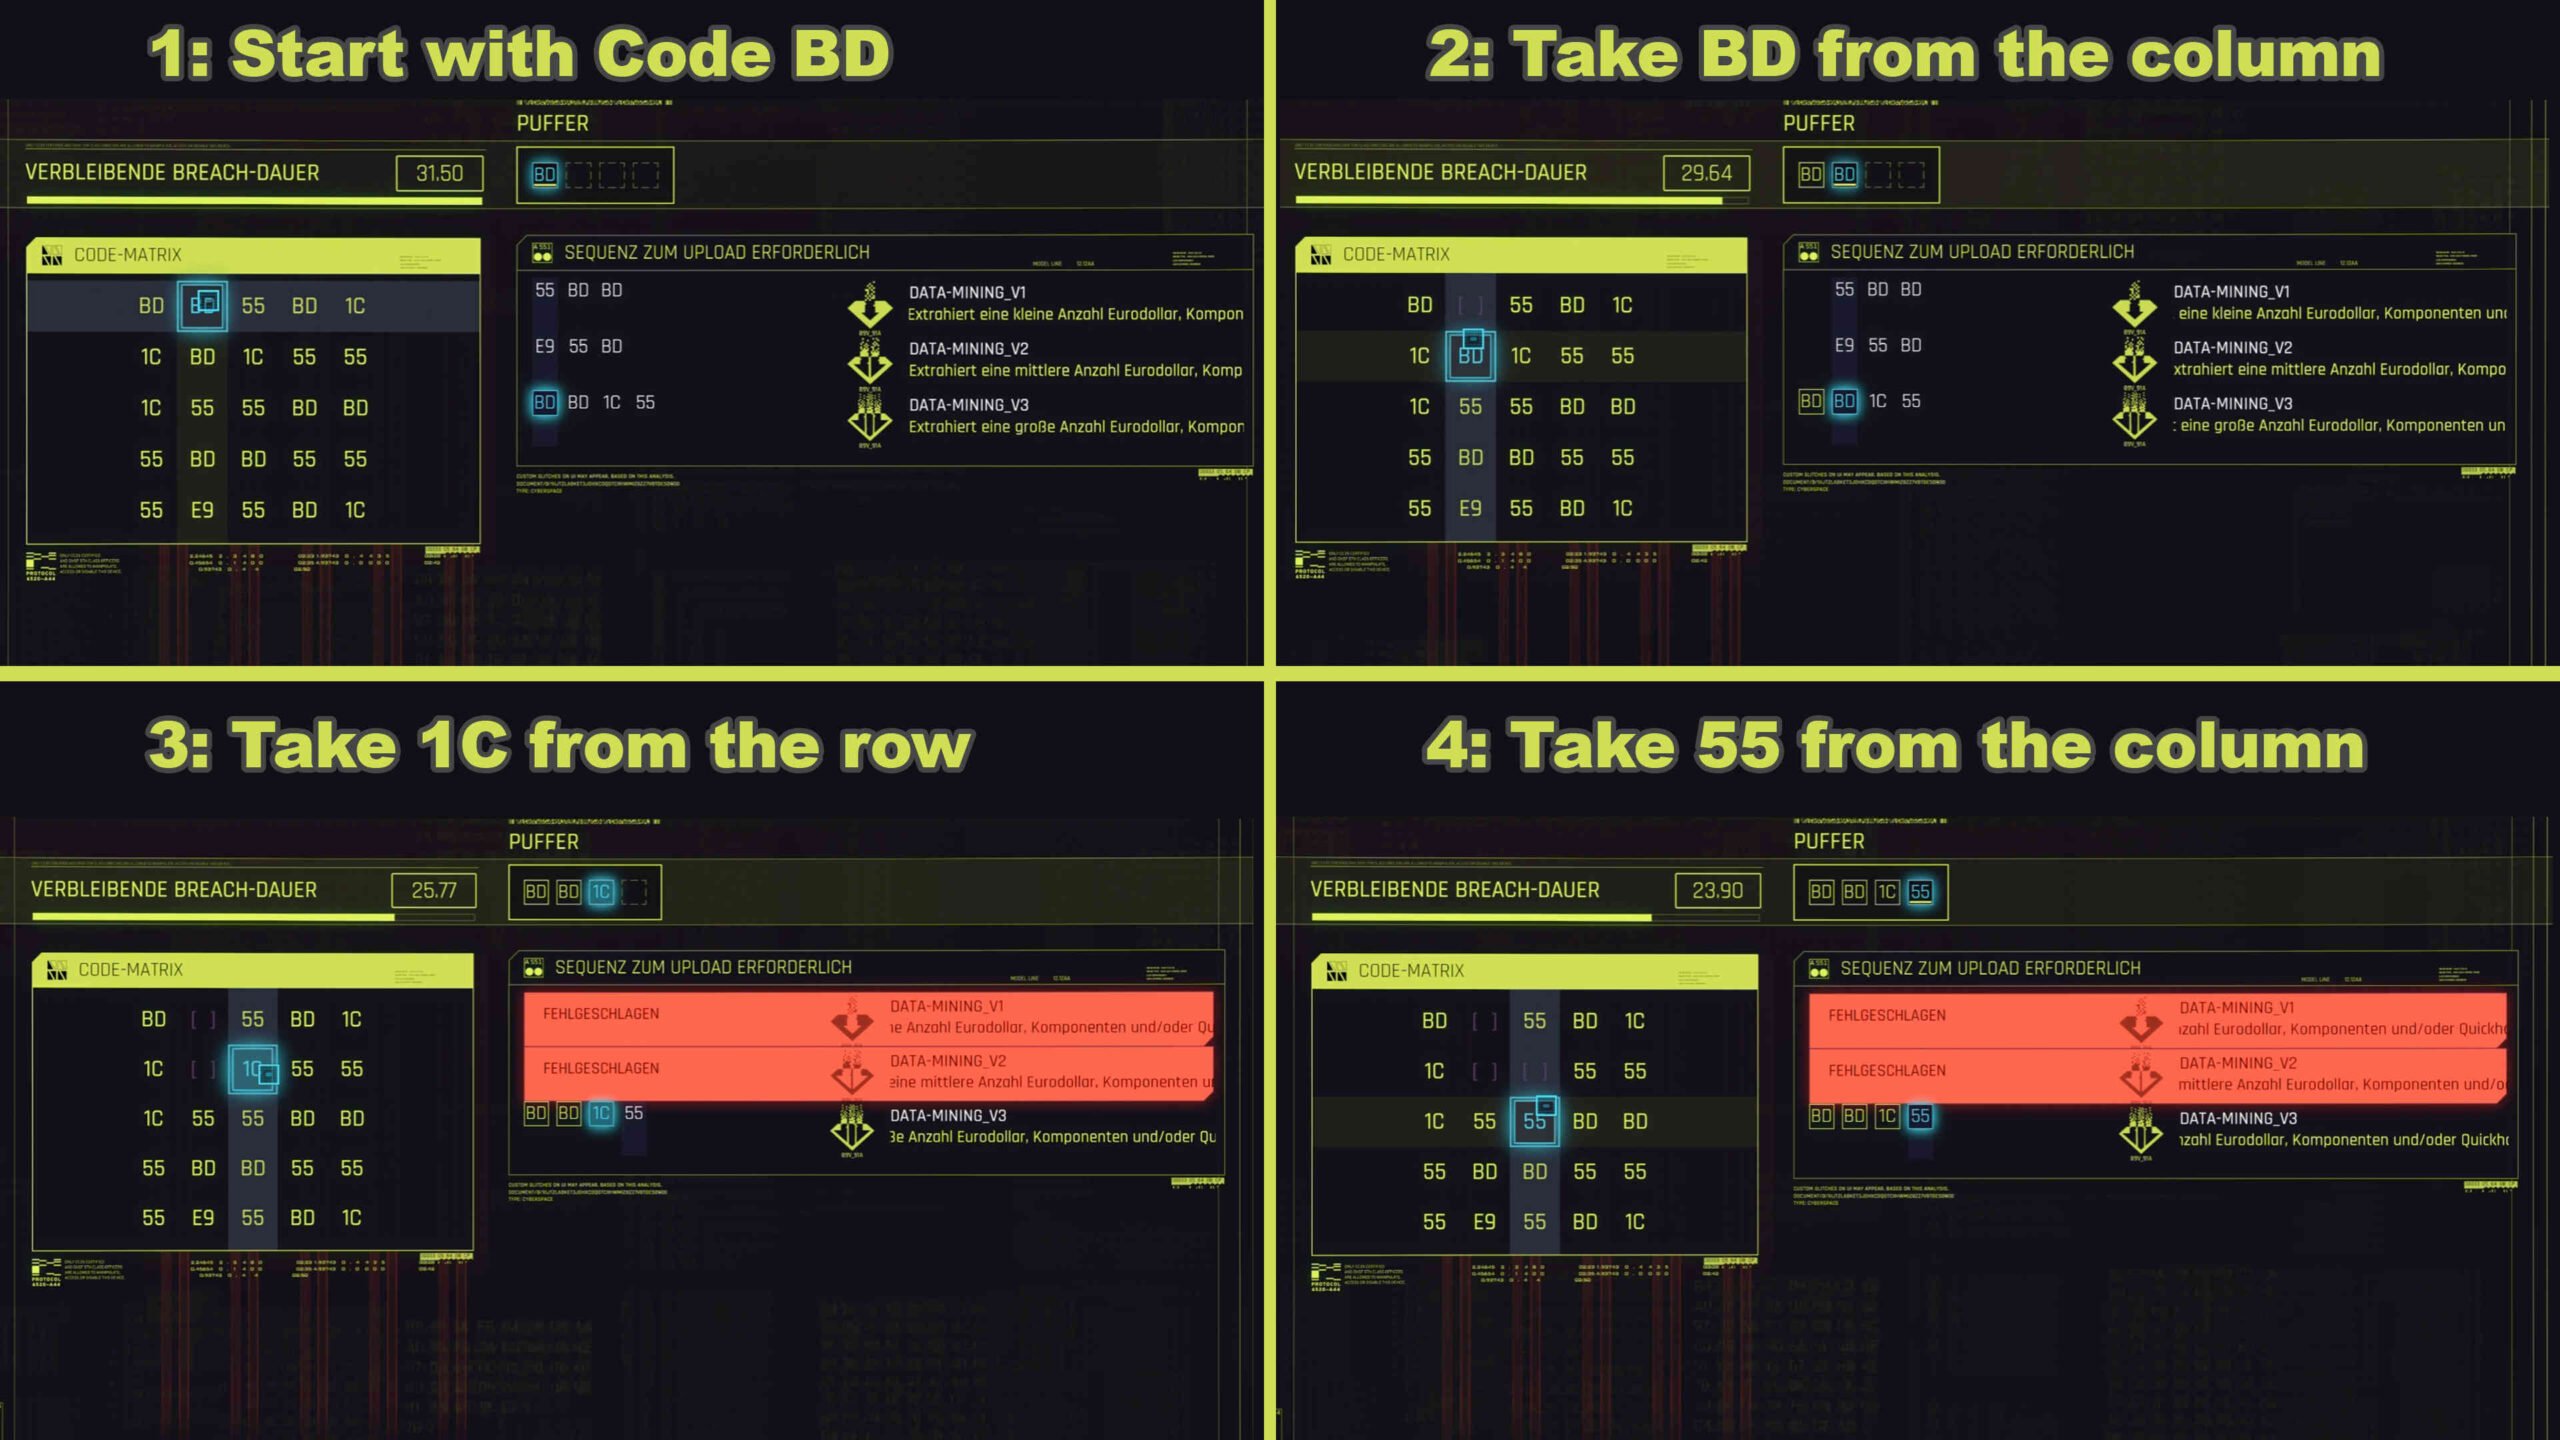 1: Start with Code BD
PUFFER
VERBLEIBENDE BREACH-DAUER 31.50
BD
CODE-MATRIX
BD 55 BD 1C
1C BD 1C 55 55
1C 55 55 BD BD
55 BD BD 55 55
55 E9 55 BD 1C
SEQUENZ ZUM UPLOAD ERFORDERLICH
55 BD BD
DATA-MINING_V1
Extrahiert eine kleine Anzahl Eurodollar, Kompon
E9 55 BD
DATA-MINING_V2
Extrahiert eine mittlere Anzahl Eurodollar, Komp
BD BD 1C 55
DATA-MINING_V3
Extrahiert eine große Anzahl Eurodollar, Kompon
2: Take BD from the column
PUFFER
VERBLEIBENDE BREACH-DAUER 29.64
BD BD
CODE-MATRIX
BD [ ] 55 BD 1C
1C BD 1C 55 55
1C 55 55 BD BD
55 BD BD 55 55
55 E9 55 BD 1C
SEQUENZ ZUM UPLOAD ERFORDERLICH
55 BD BD
DATA-MINING_V1
eine kleine Anzahl Eurodollar, Komponenten und
E9 55 BD
DATA-MINING_V2
xtrahiert eine mittlere Anzahl Eurodollar, Kompo
BD BD 1C 55
DATA-MINING_V3
eine große Anzahl Eurodollar, Komponenten un
3: Take 1C from the row
PUFFER
VERBLEIBENDE BREACH-DAUER 25.77
BD BD 1C
CODE-MATRIX
BD [ ] 55 BD 1C
1C [ ] 1C 55 55
1C 55 55 BD BD
55 BD BD 55 55
55 E9 55 BD 1C
SEQUENZ ZUM UPLOAD ERFORDERLICH
FEHLGESCHLAGEN
DATA-MINING_V1
ne Anzahl Eurodollar, Komponenten und/oder Qu
FEHLGESCHLAGEN
DATA-MINING_V2
eine mittlere Anzahl Eurodollar, Komponenten u
BD BD 1C 55
DATA-MINING_V3
ße Anzahl Eurodollar, Komponenten und/oder Qu
4: Take 55 from the column
PUFFER
VERBLEIBENDE BREACH-DAUER 23.90
BD BD 1C 55
CODE-MATRIX
BD [ ] 55 BD 1C
1C [ ] [ ] 55 55
1C 55 55 BD BD
55 BD BD 55 55
55 E9 55 BD 1C
SEQUENZ ZUM UPLOAD ERFORDERLICH
FEHLGESCHLAGEN
DATA-MINING_V1
zahl Eurodollar, Komponenten und/oder Quickh
FEHLGESCHLAGEN
DATA-MINING_V2
mittlere Anzahl Eurodollar, Komponenten und/o
BD BD 1C 55
DATA-MINING_V3
nzahl Eurodollar, Komponenten und/oder Quickh